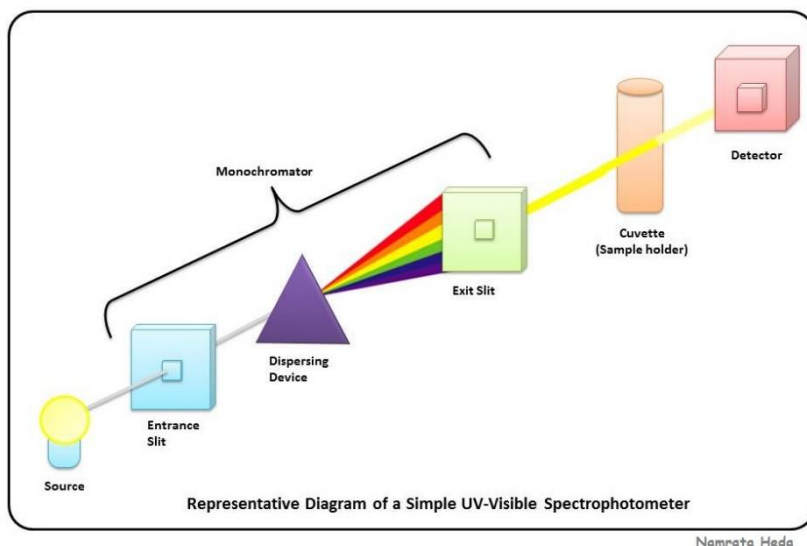 Monochromator
Detector
Cuvette
(Sample holder)
Exit Slit
Dispersing
Device
Entrance
Slit
Source
Representative Diagram of a Simple UV-Visible Spectrophotometer
Namrata Heda